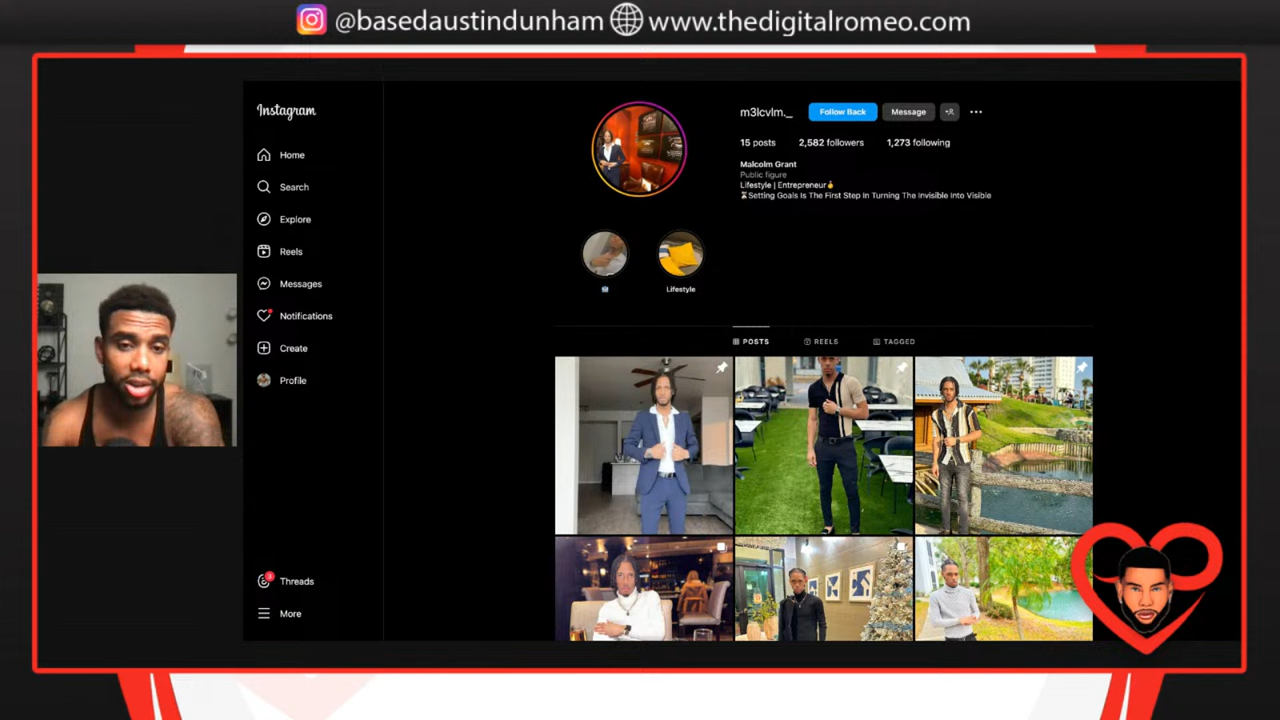 @basedaustindunham www.thedigitalromeo.com
Instagram
Home
Search
Explore
Reels
Messages
Notifications
Create
Profile
Threads
More
m3lcvlm._ Follow Back Message
15 posts 2,582 followers 1,273 following
Malcolm Grant
Public figure
Lifestyle | Entrepreneur
Setting Goals Is The First Step In Turning The Invisible Into Visible
Lifestyle
POSTS REELS TAGGED